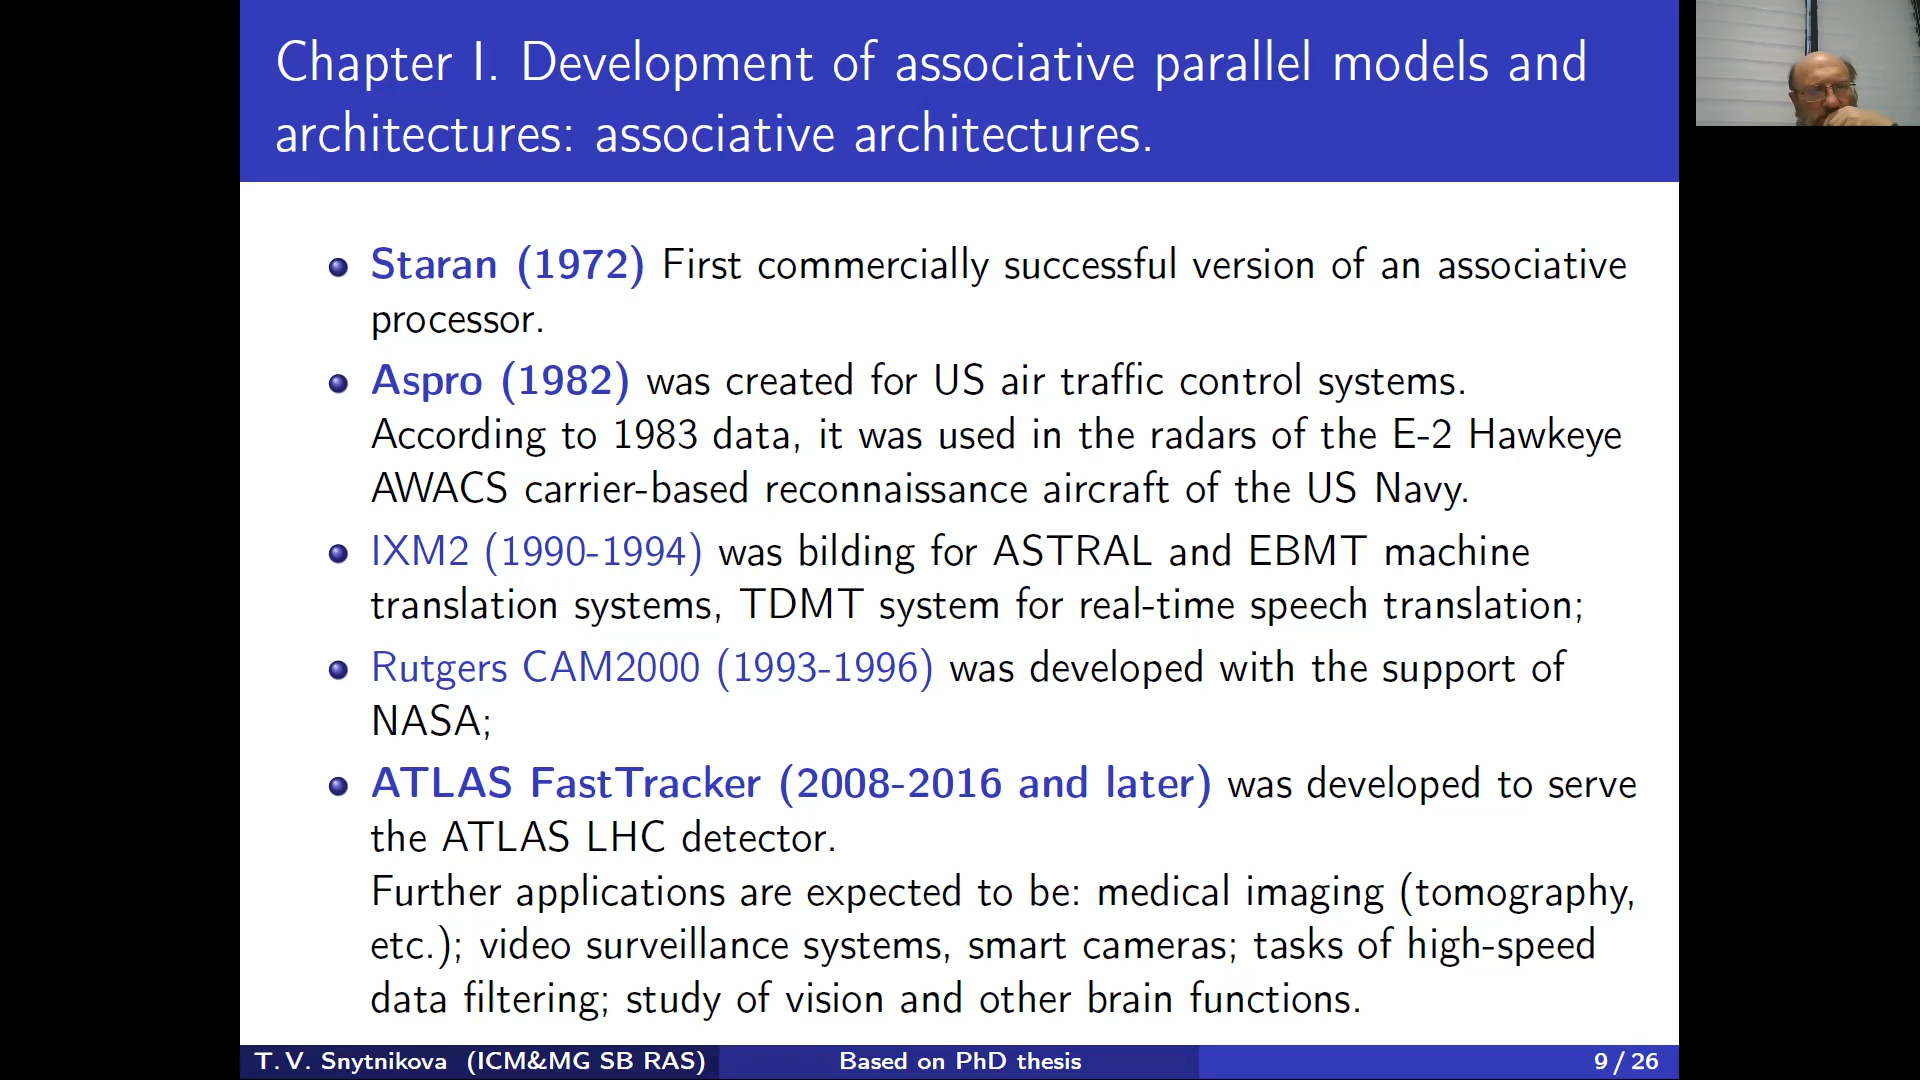 Chapter I. Development of associative parallel models and
architectures: associative architectures.
Staran (1972) First commercially successful version of an associative
processor.
Aspro (1982) was created for US air traffic control systems.
According to 1983 data, it was used in the radars of the E-2 Hawkeye
AWACS carrier-based reconnaissance aircraft of the US Navy.
IXM2 (1990-1994) was bilding for ASTRAL and EBMT machine
translation systems, TDMT system for real-time speech translation;
Rutgers CAM2000 (1993-1996) was developed with the support of
NASA;
ATLAS FastTracker (2008-2016 and later) was developed to serve
the ATLAS LHC detector.
Further applications are expected to be: medical imaging (tomography,
etc.); video surveillance systems, smart cameras; tasks of high-speed
data filtering; study of vision and other brain functions.
T.V. Snytnikova (ICM&MG SB RAS) Based on PhD thesis 9 / 26